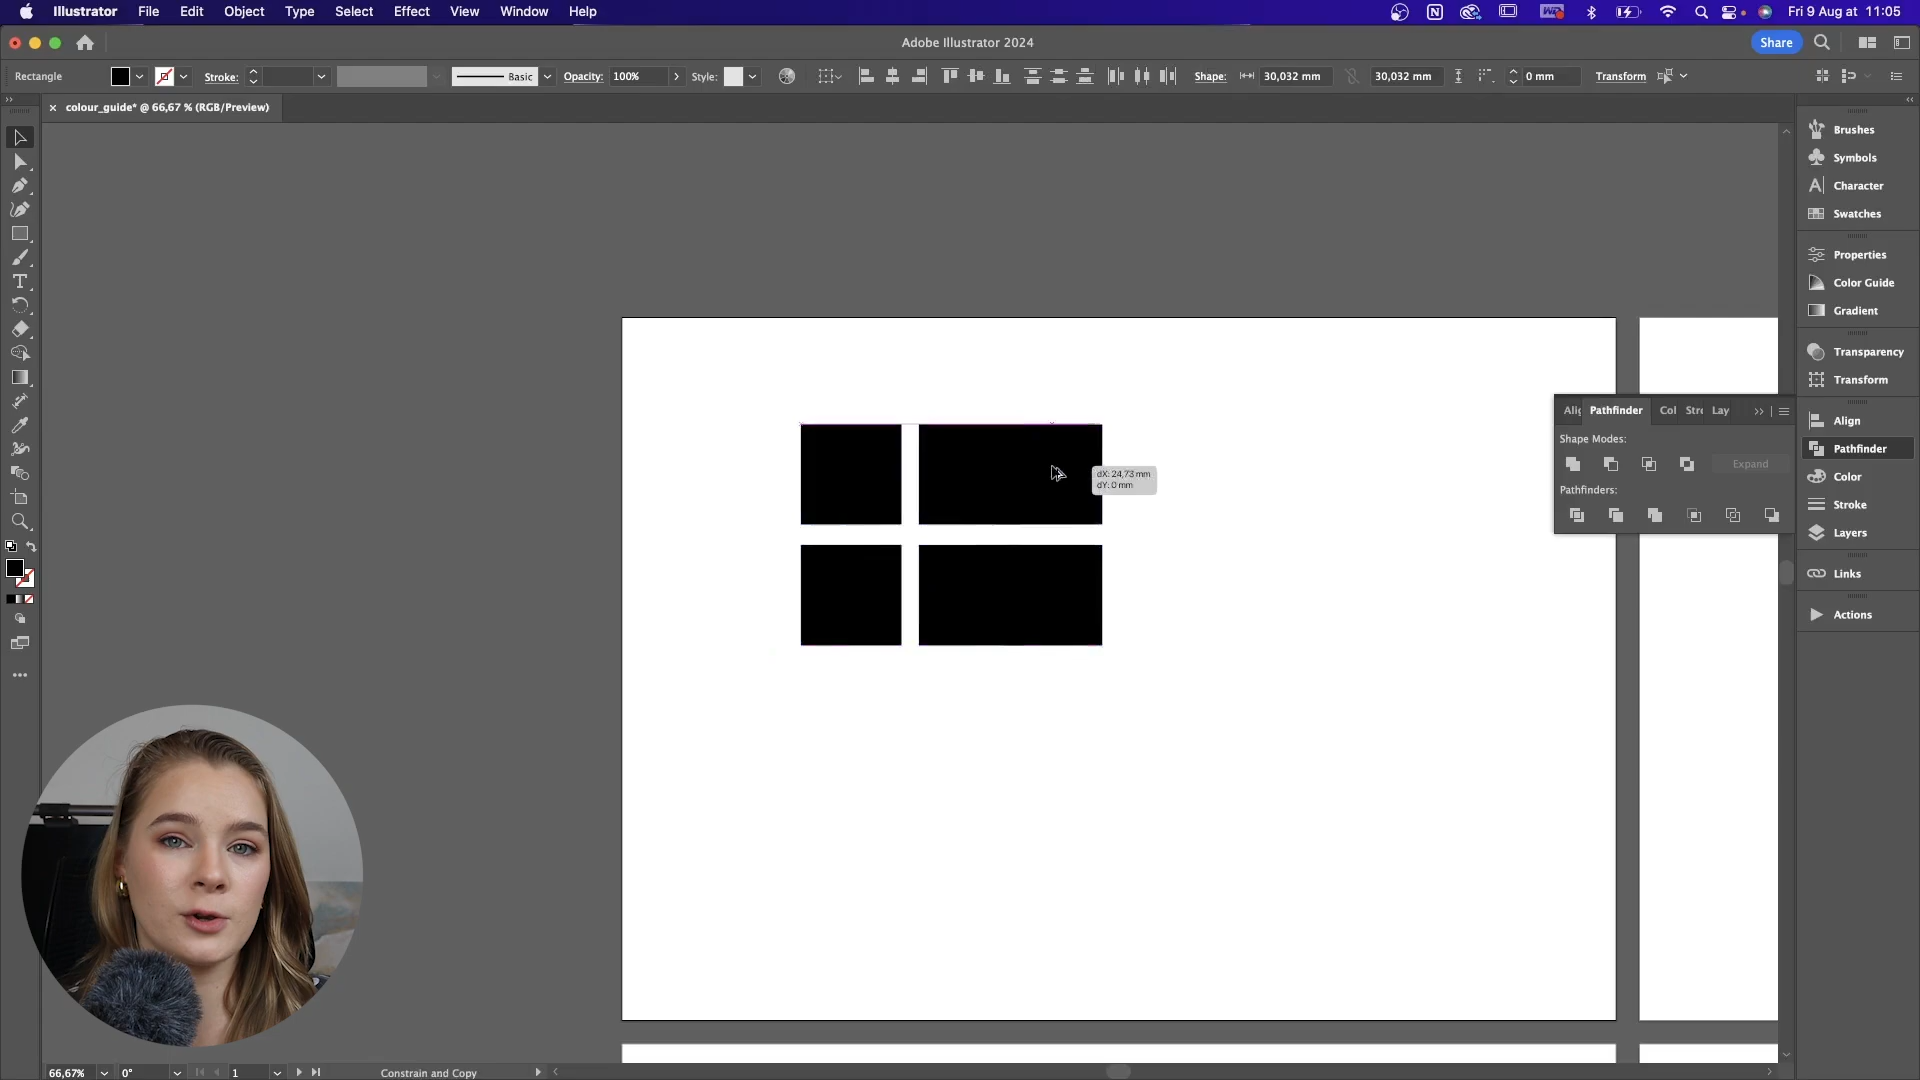 Illustrator File Edit Object Type Select Effect View Window Help
Fri 9 Aug at 11:05
Adobe Illustrator 2024
Share
Rectangle Stroke: Basic Opacity: 100% Style: Shape: 30,032 mm 30,032 mm 0 mm Transform
× colour_guide* @ 66,67 % (RGB/Preview)
Brushes
Symbols
Character
Swatches
Properties
Color Guide
Gradient
Transparency
Transform
Align
Pathfinder
Color
Stroke
Layers
Links
Actions
Alig Pathfinder Col Stro Lay
Shape Modes:
Expand
Pathfinders:
dX: 24,73 mm
dY: 0 mm
66,67% 0° 1 Constrain and Copy